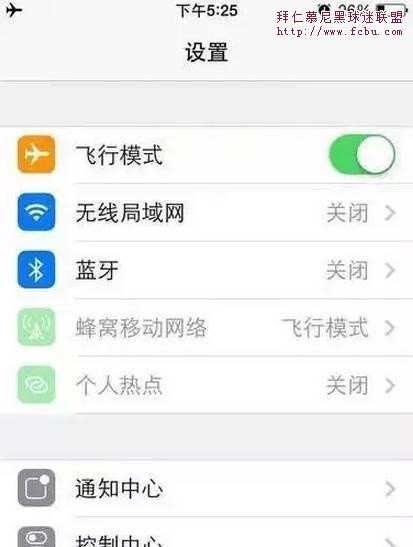 下午5:25
26%
拜仁慕尼黑球迷联盟
http://www.fcbu.com
设置
飞行模式
无线局域网 关闭
蓝牙 关闭
蜂窝移动网络 飞行模式
个人热点 关闭
通知中心
控制中心